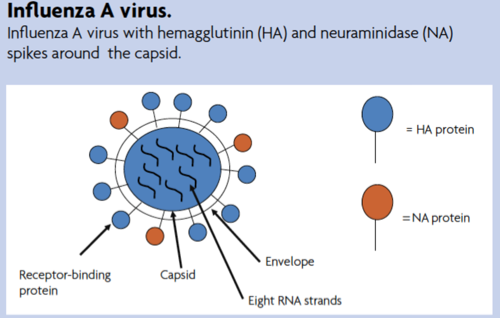 Influenza A virus.
Influenza A virus with hemagglutinin (HA) and neuraminidase (NA)
spikes around the capsid.
= HA protein
=NA protein
Receptor-binding
protein
Capsid
Envelope
Eight RNA strands